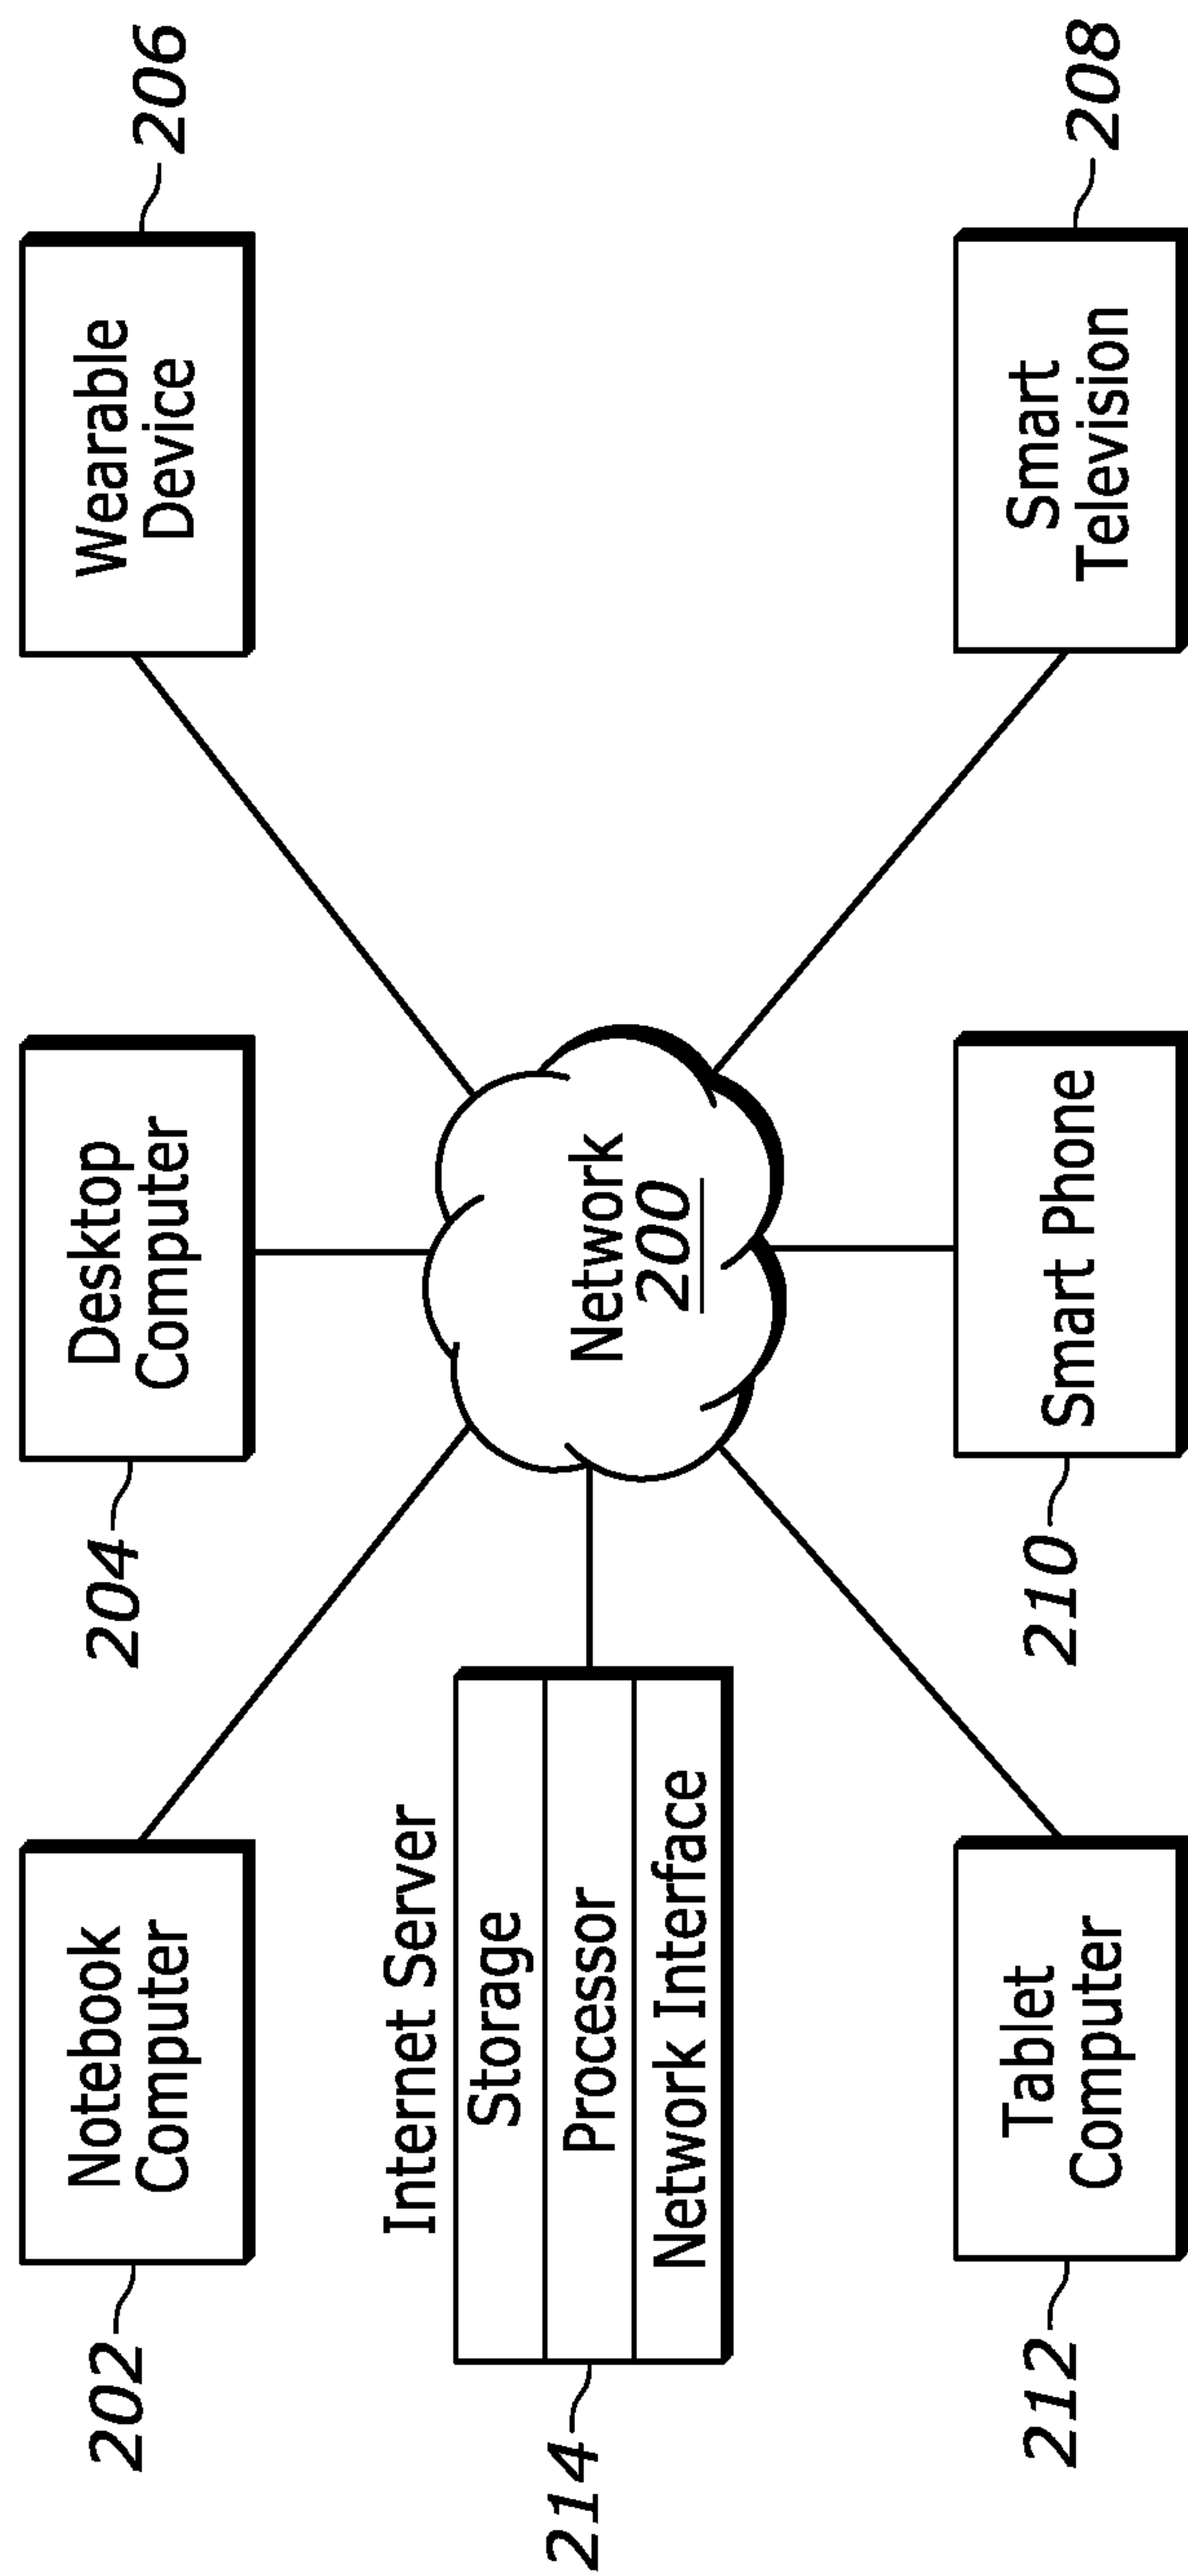 202
Notebook
Computer
204
Desktop
Computer
Wearable
Device
206
Internet Server
Storage
Processor
Network Interface
214
Network
200
212
Tablet
Computer
210
Smart Phone
Smart
Television
208